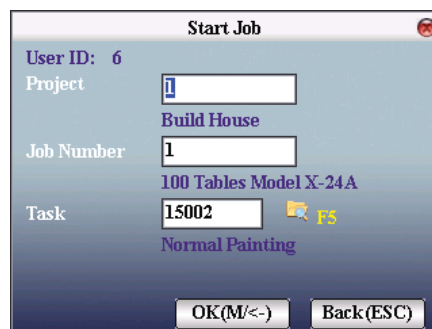 Start Job
User ID: 6
Project 1
Build House
Job Number 1
100 Tables Model X-24A
Task 15002 F5
Normal Painting
OK(M/<-) Back(ESC)